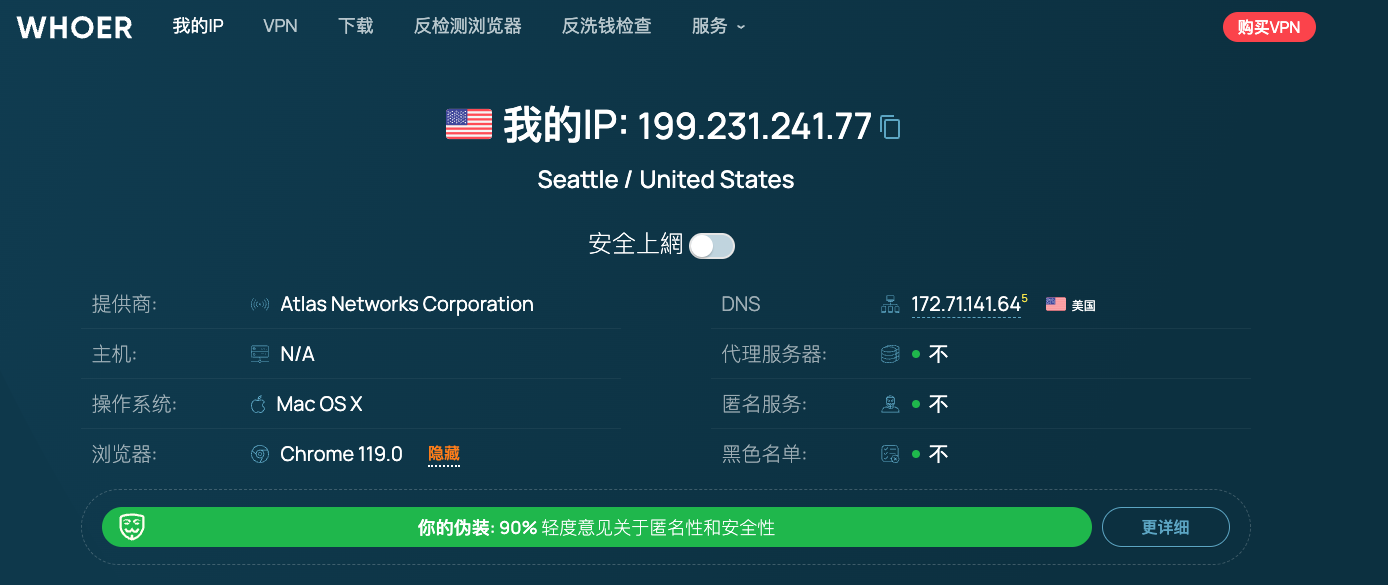 WHOER 我的IP VPN 下载 反检测浏览器 反洗钱检查 服务 购买VPN
我的IP: 199.231.241.77
Seattle / United States
安全上網
提供商: Atlas Networks Corporation
DNS 172.71.141.64 5 美国
主机: N/A
代理服务器: 不
操作系统: Mac OS X
匿名服务: 不
浏览器: Chrome 119.0 隐藏
黑色名单: 不
你的伪装: 90% 轻度意见关于匿名性和安全性
更详细